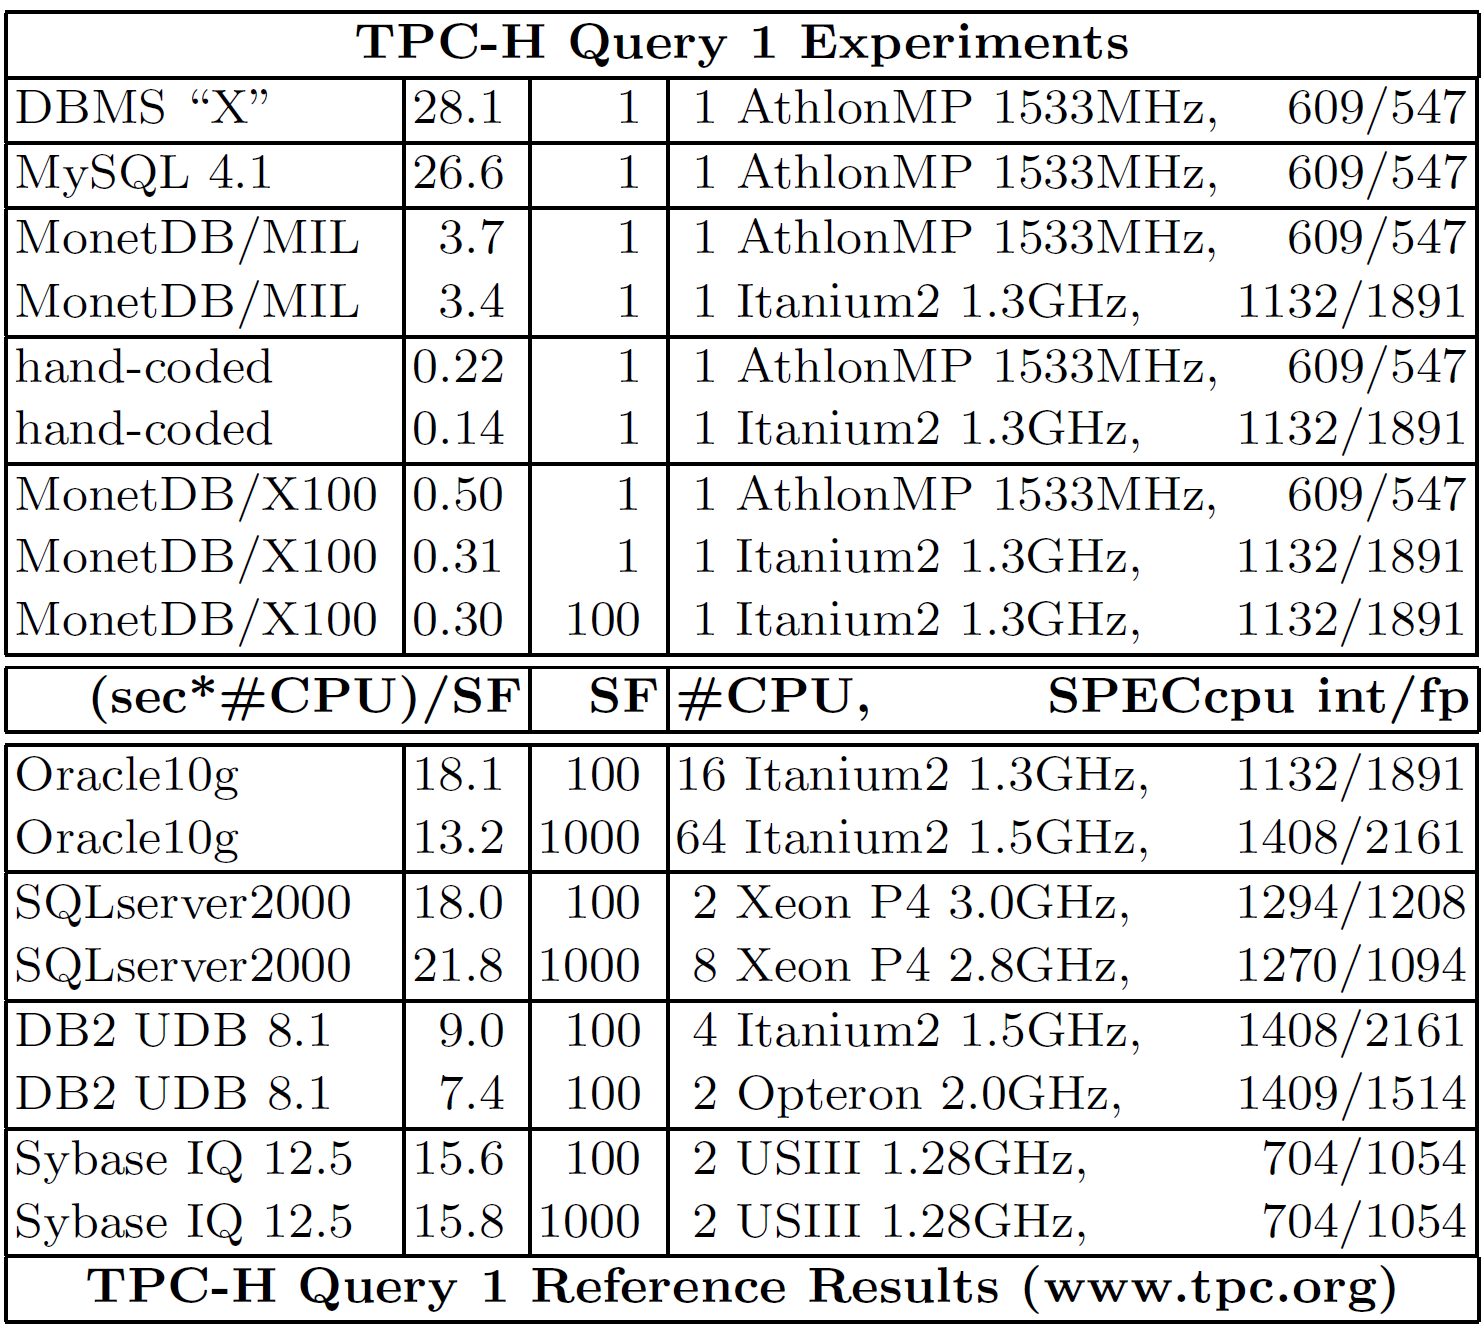 TPC-H Query 1 Experiments
DBMS “X” 28.1 1 1 AthlonMP 1533MHz, 609/547
MySQL 4.1 26.6 1 1 AthlonMP 1533MHz, 609/547
MonetDB/MIL 3.7 1 1 AthlonMP 1533MHz, 609/547
MonetDB/MIL 3.4 1 1 Itanium2 1.3GHz, 1132/1891
hand-coded 0.22 1 1 AthlonMP 1533MHz, 609/547
hand-coded 0.14 1 1 Itanium2 1.3GHz, 1132/1891
MonetDB/X100 0.50 1 1 AthlonMP 1533MHz, 609/547
MonetDB/X100 0.31 1 1 Itanium2 1.3GHz, 1132/1891
MonetDB/X100 0.30 100 1 Itanium2 1.3GHz, 1132/1891
(sec*#CPU)/SF SF #CPU, SPECcpu int/fp
Oracle10g 18.1 100 16 Itanium2 1.3GHz, 1132/1891
Oracle10g 13.2 1000 64 Itanium2 1.5GHz, 1408/2161
SQLserver2000 18.0 100 2 Xeon P4 3.0GHz, 1294/1208
SQLserver2000 21.8 1000 8 Xeon P4 2.8GHz, 1270/1094
DB2 UDB 8.1 9.0 100 4 Itanium2 1.5GHz, 1408/2161
DB2 UDB 8.1 7.4 100 2 Opteron 2.0GHz, 1409/1514
Sybase IQ 12.5 15.6 100 2 USIII 1.28GHz, 704/1054
Sybase IQ 12.5 15.8 1000 2 USIII 1.28GHz, 704/1054
TPC-H Query 1 Reference Results (www.tpc.org)